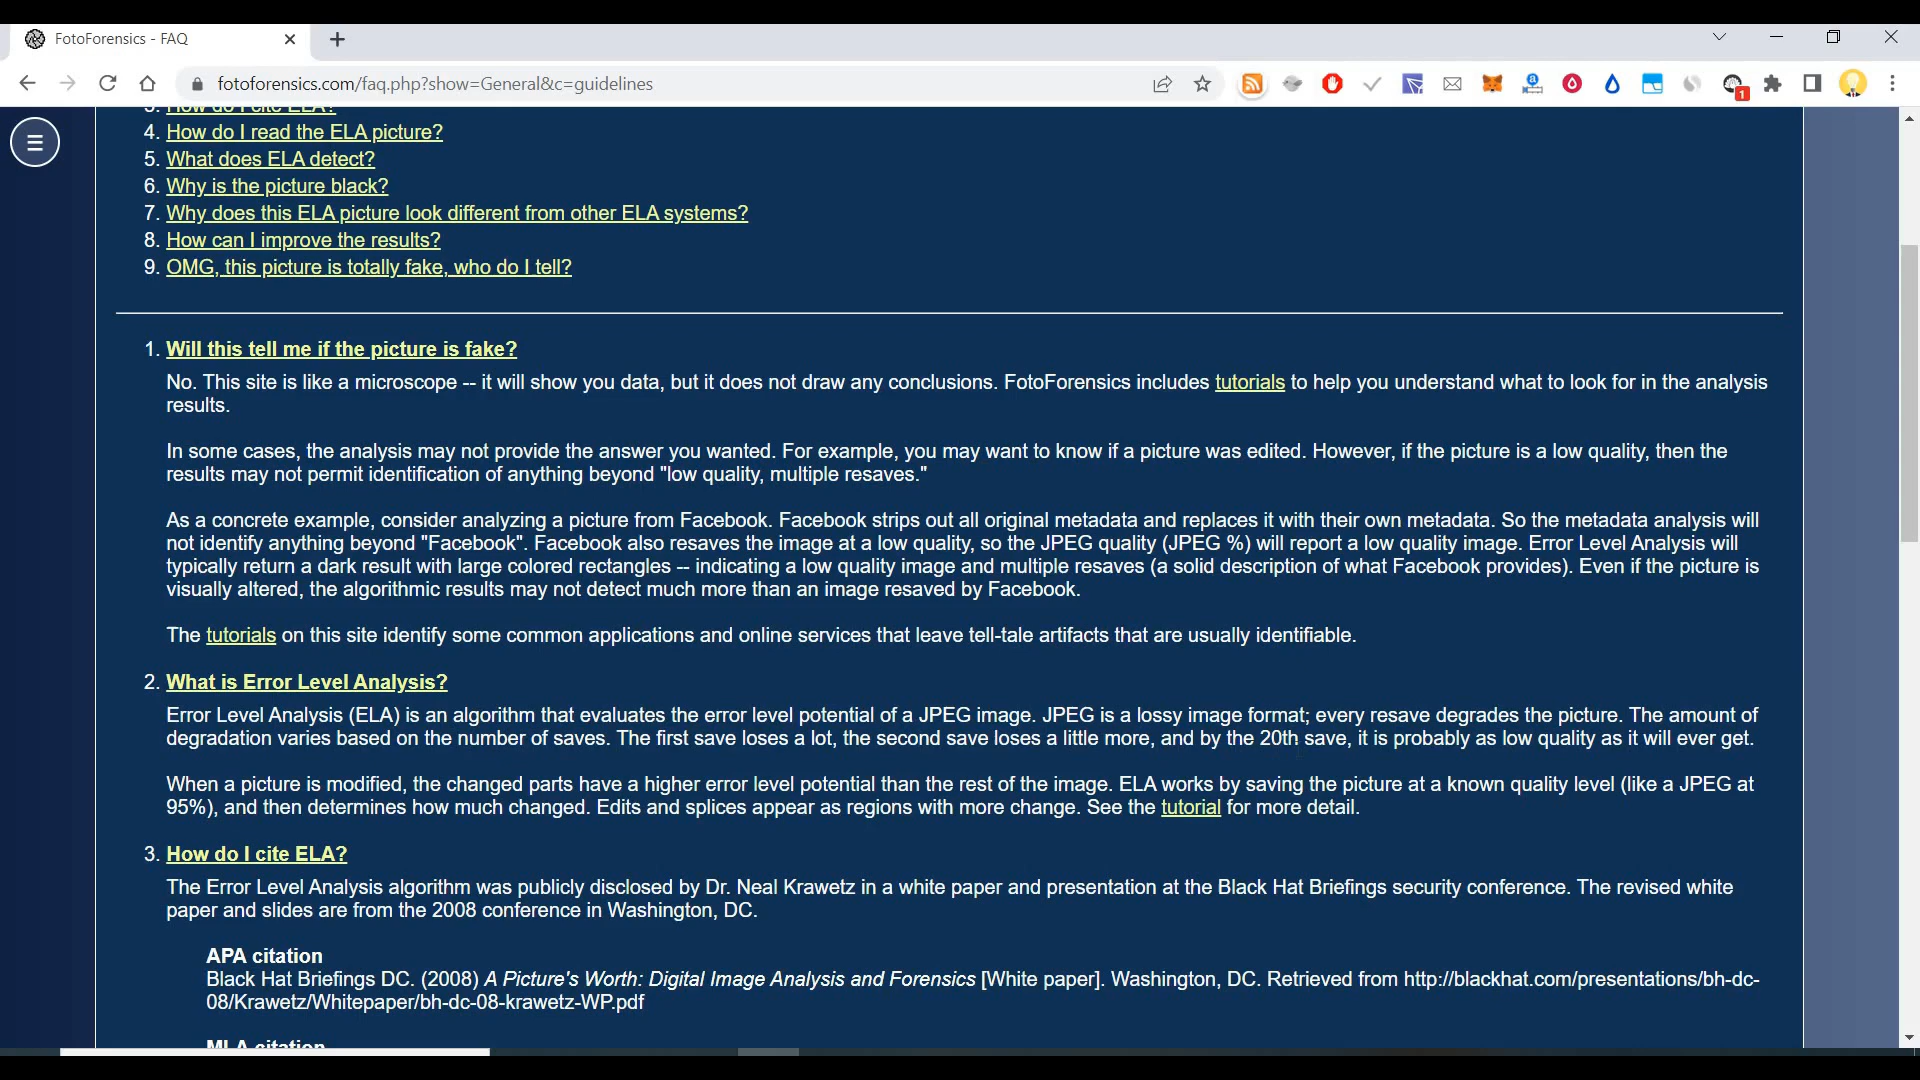 FotoForensics - FAQ
fotoforensics.com/faq.php?show=General&c=guidelines
1
3. How do I cite ELA?
4. How do I read the ELA picture?
5. What does ELA detect?
6. Why is the picture black?
7. Why does this ELA picture look different from other ELA systems?
8. How can I improve the results?
9. OMG, this picture is totally fake, who do I tell?
1. Will this tell me if the picture is fake?
No. This site is like a microscope -- it will show you data, but it does not draw any conclusions. FotoForensics includes tutorials to help you understand what to look for in the analysis
results.
In some cases, the analysis may not provide the answer you wanted. For example, you may want to know if a picture was edited. However, if the picture is a low quality, then the
results may not permit identification of anything beyond "low quality, multiple resaves."
As a concrete example, consider analyzing a picture from Facebook. Facebook strips out all original metadata and replaces it with their own metadata. So the metadata analysis will
not identify anything beyond "Facebook". Facebook also resaves the image at a low quality, so the JPEG quality (JPEG %) will report a low quality image. Error Level Analysis will
typically return a dark result with large colored rectangles -- indicating a low quality image and multiple resaves (a solid description of what Facebook provides). Even if the picture is
visually altered, the algorithmic results may not detect much more than an image resaved by Facebook.
The tutorials on this site identify some common applications and online services that leave tell-tale artifacts that are usually identifiable.
2. What is Error Level Analysis?
Error Level Analysis (ELA) is an algorithm that evaluates the error level potential of a JPEG image. JPEG is a lossy image format; every resave degrades the picture. The amount of
degradation varies based on the number of saves. The first save loses a lot, the second save loses a little more, and by the 20th save, it is probably as low quality as it will ever get.
When a picture is modified, the changed parts have a higher error level potential than the rest of the image. ELA works by saving the picture at a known quality level (like a JPEG at
95%), and then determines how much changed. Edits and splices appear as regions with more change. See the tutorial for more detail.
3. How do I cite ELA?
The Error Level Analysis algorithm was publicly disclosed by Dr. Neal Krawetz in a white paper and presentation at the Black Hat Briefings security conference. The revised white
paper and slides are from the 2008 conference in Washington, DC.
APA citation
Black Hat Briefings DC. (2008) A Picture's Worth: Digital Image Analysis and Forensics [White paper]. Washington, DC. Retrieved from http://blackhat.com/presentations/bh-dc-
08/Krawetz/Whitepaper/bh-dc-08-krawetz-WP.pdf
MLA citation